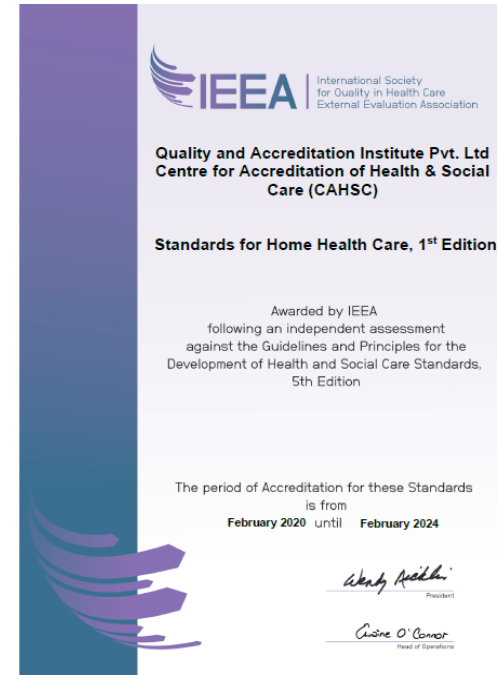 IEEA
International Society
for Quality in Health Care
External Evaluation Association
Quality and Accreditation Institute Pvt. Ltd
Centre for Accreditation of Health & Social
Care (CAHSC)
Standards for Home Health Care, 1st Edition
Awarded by IEEA
following an independent assessment
against the Guidelines and Principles for the
Development of Health and Social Care Standards,
5th Edition
The period of Accreditation for these Standards
is from
February 2020 until February 2024
Wendy
President
O'Connor
Head of Operations